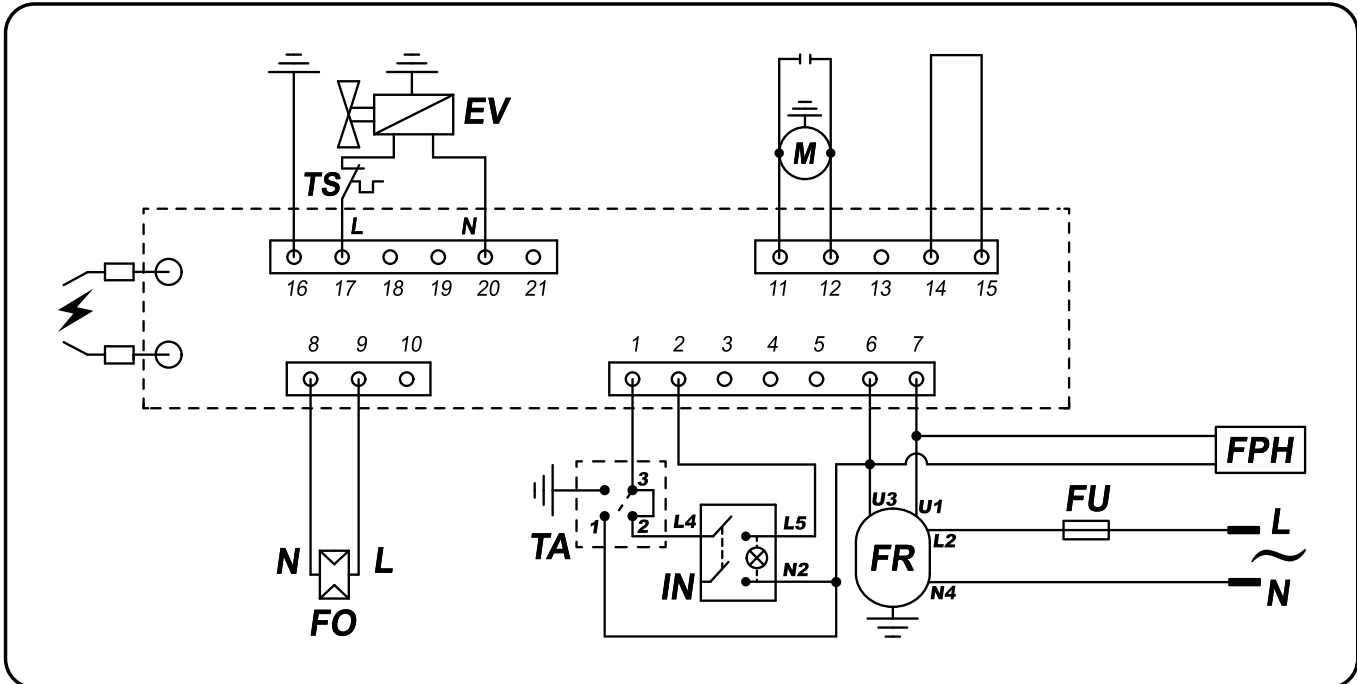 EV
M
TS
L N
16 17 18 19 20 21
11 12 13 14 15
8 9 10
1 2 3 4 5 6 7
FPH
3
U3 U1
FU
1 2 L4 L5
L2 L
TA
N L
IN N2 FR
N4 N
FO